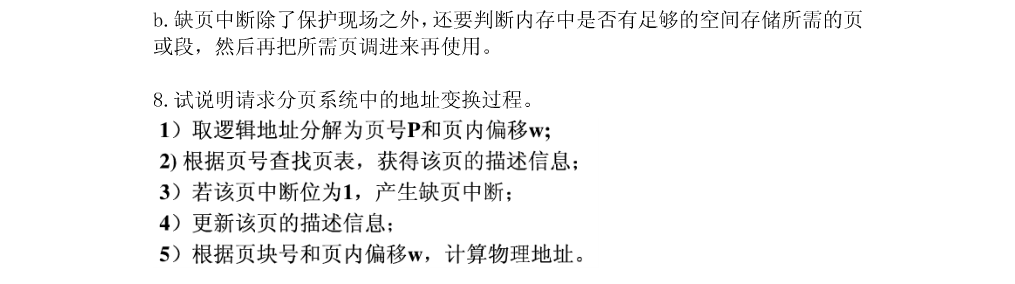 b.缺页中断除了保护现场之外，还要判断内存中是否有足够的空间存储所需的页
或段，然后再把所需页调进来再使用。
8.试说明请求分页系统中的地址变换过程。
1）取逻辑地址分解为页号P和页内偏移w;
2) 根据页号查找页表，获得该页的描述信息；
3）若该页中断位为1，产生缺页中断；
4）更新该页的描述信息；
5）根据页块号和页内偏移w，计算物理地址。